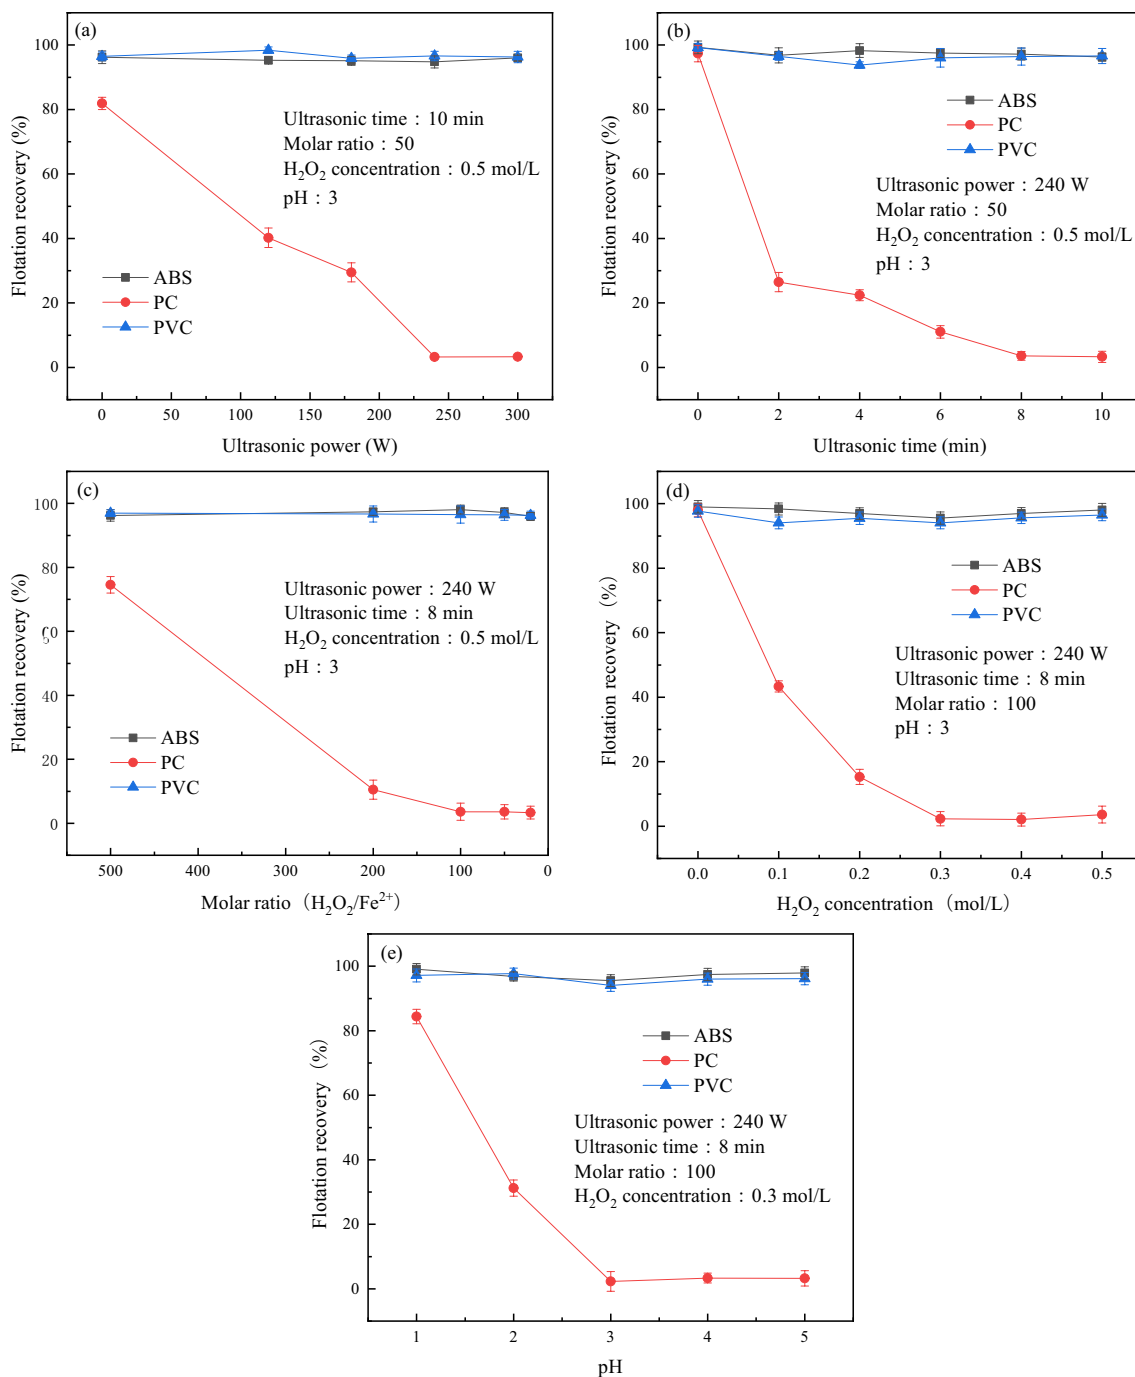 (a)
100
80
60
40
20
0
Flotation recovery (%)
Ultrasonic time : 10 min
Molar ratio : 50
H₂O₂ concentration : 0.5 mol/L
pH : 3
ABS
PC
PVC
0 50 100 150 200 250 300
Ultrasonic power (W)
(b)
100
80
60
40
20
0
Flotation recovery (%)
ABS
PC
PVC
Ultrasonic power : 240 W
Molar ratio : 50
H₂O₂ concentration : 0.5 mol/L
pH : 3
0 2 4 6 8 10
Ultrasonic time (min)
(c)
100
80
60
40
20
0
Flotation recovery (%)
Ultrasonic power : 240 W
Ultrasonic time : 8 min
H₂O₂ concentration : 0.5 mol/L
pH : 3
ABS
PC
PVC
500 400 300 200 100 0
Molar ratio（H₂O₂/Fe²⁺）
(d)
100
80
60
40
20
0
Flotation recovery（%）
ABS
PC
PVC
Ultrasonic power : 240 W
Ultrasonic time : 8 min
Molar ratio : 100
pH : 3
0.0 0.1 0.2 0.3 0.4 0.5
H₂O₂ concentration（mol/L）
(e)
100
80
60
40
20
0
Flotation recovery（%）
ABS
PC
PVC
Ultrasonic power : 240 W
Ultrasonic time : 8 min
Molar ratio : 100
H₂O₂ concentration : 0.3 mol/L
1 2 3 4 5
pH